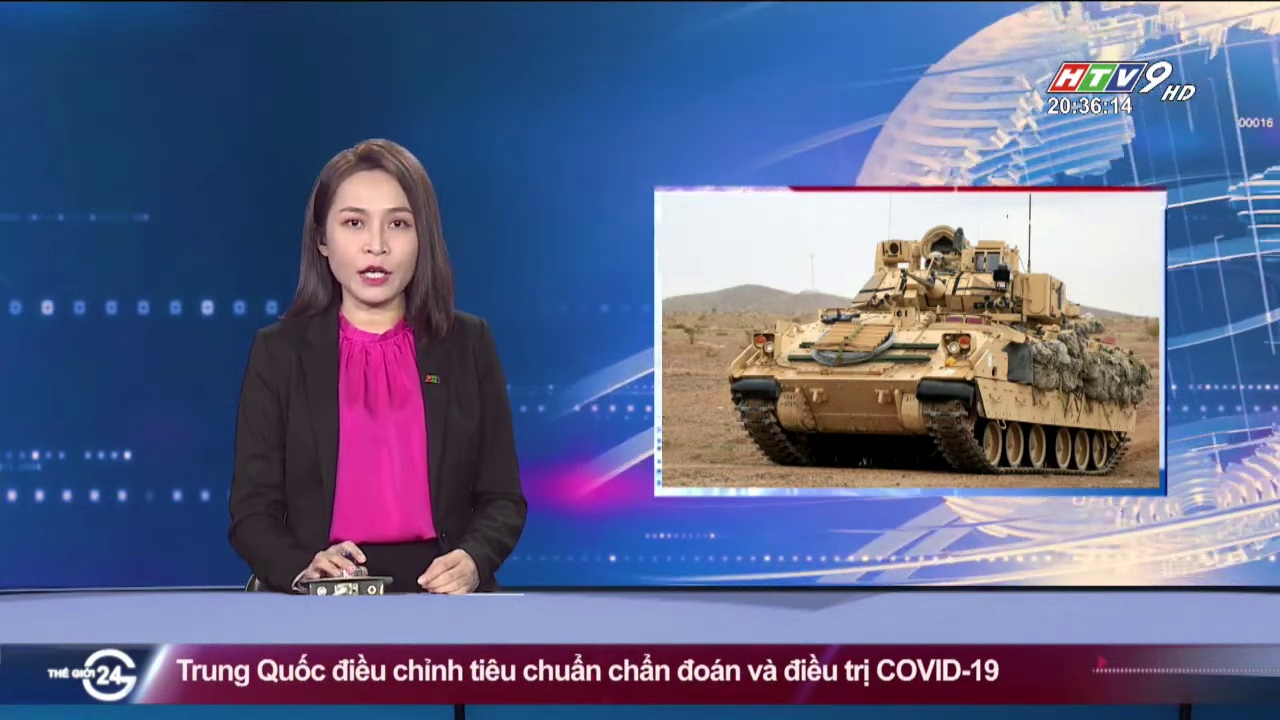 HTV9 HD
20:36:14
00016
THẾ GIỚI 24G
Trung Quốc điều chỉnh tiêu chuẩn chẩn đoán và điều trị COVID-19